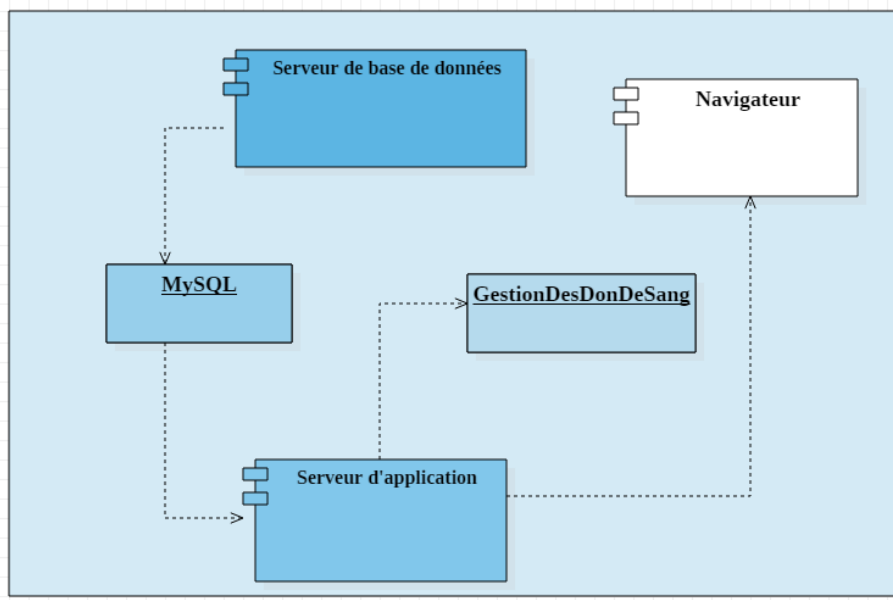 Serveur de base de données
Navigateur
MySQL
GestionDesDonDeSang
Serveur d'application